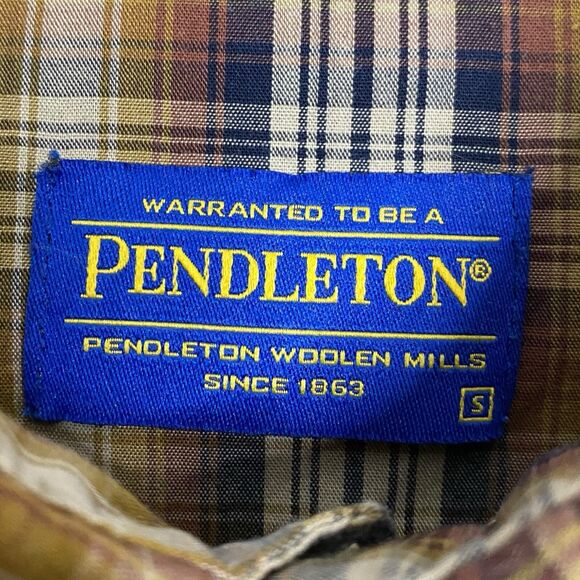 WARRANTED TO BE A
PENDLETON®
PENDLETON WOOLEN MILLS
SINCE 1863
S